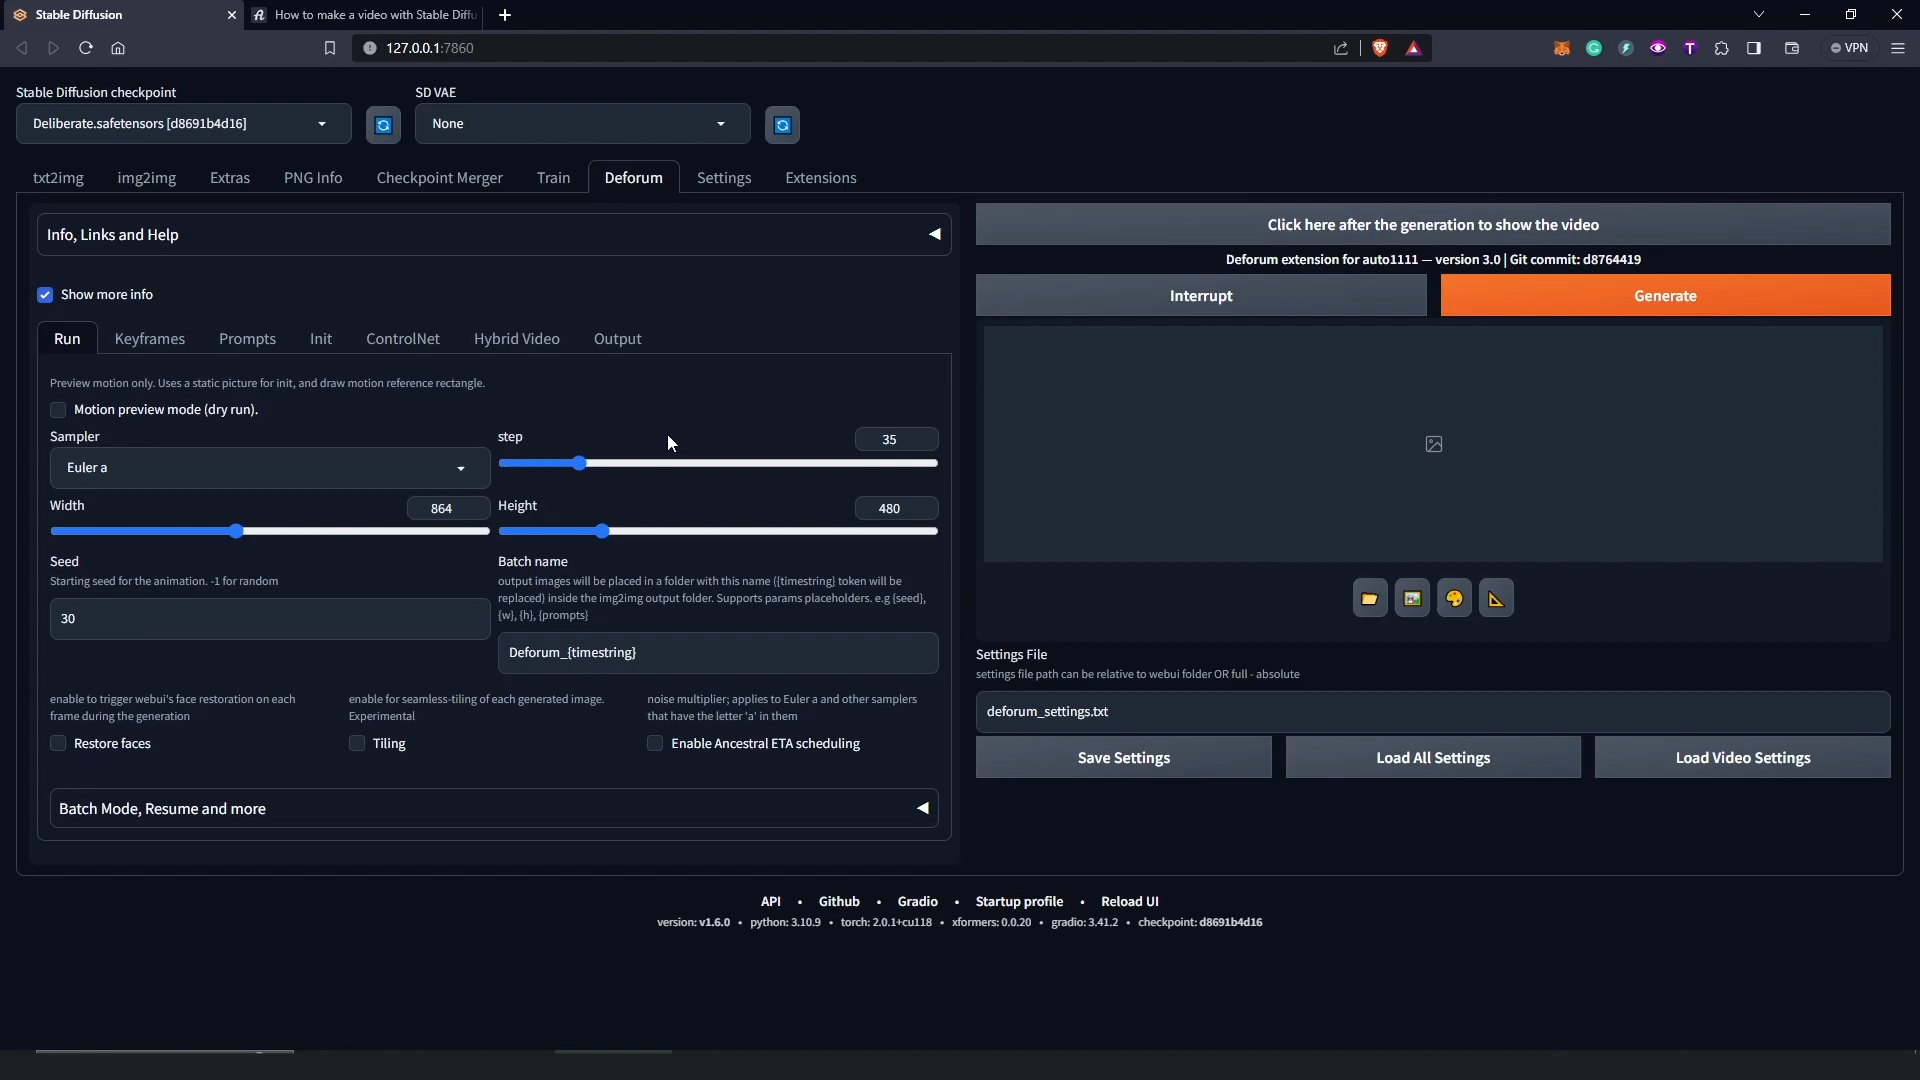 Stable Diffusion
How to make a video with Stable Diffu
127.0.0.1:7860
VPN
Stable Diffusion checkpoint
SD VAE
Deliberate.safetensors [d8691b4d16]
None
txt2img
img2img
Extras
PNG Info
Checkpoint Merger
Train
Deforum
Settings
Extensions
Info, Links and Help
Show more info
Run
Keyframes
Prompts
Init
ControlNet
Hybrid Video
Output
Preview motion only. Uses a static picture for init, and draw motion reference rectangle.
Motion preview mode (dry run).
Sampler
Euler a
step
35
Width
864
Height
480
Seed
Starting seed for the animation. -1 for random
30
Batch name
output images will be placed in a folder with this name ({timestring} token will be
replaced) inside the img2img output folder. Supports params placeholders. e.g {seed},
{w}, {h}, {prompts}
Deforum_{timestring}
enable to trigger webui's face restoration on each
frame during the generation
Restore faces
enable for seamless-tiling of each generated image.
Experimental
Tiling
noise multiplier; applies to Euler a and other samplers
that have the letter 'a' in them
Enable Ancestral ETA scheduling
Batch Mode, Resume and more
Click here after the generation to show the video
Deforum extension for auto1111 — version 3.0 | Git commit: d8764419
Interrupt
Generate
Settings File
settings file path can be relative to webui folder OR full - absolute
deforum_settings.txt
Save Settings
Load All Settings
Load Video Settings
API • Github • Gradio • Startup profile • Reload UI
version: v1.6.0 • python: 3.10.9 • torch: 2.0.1+cu118 • xformers: 0.0.20 • gradio: 3.41.2 • checkpoint: d8691b4d16